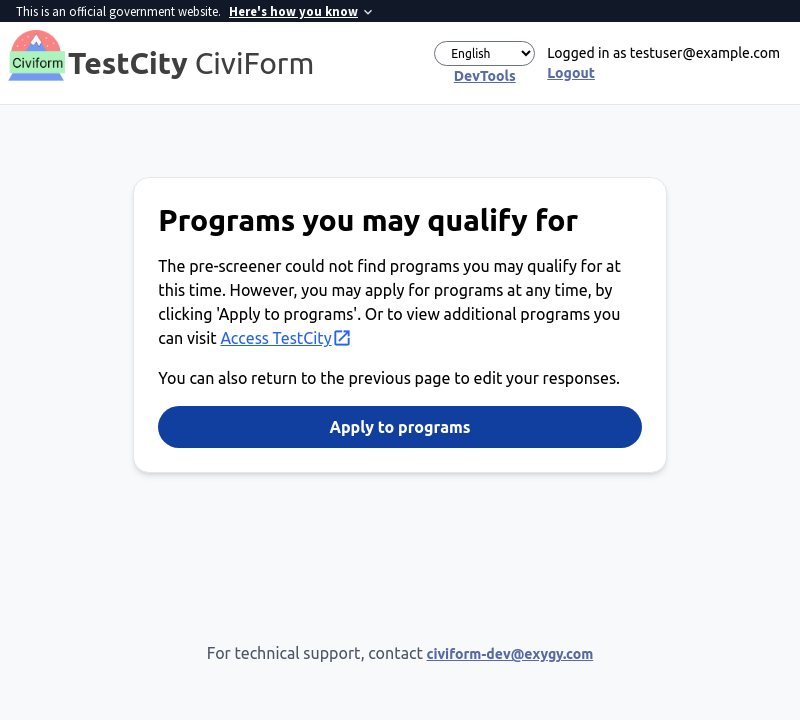 This is an official government website. Here's how you know
Civiform
TestCity CiviForm
English
DevTools
Logged in as testuser@example.com
Logout
Programs you may qualify for
The pre-screener could not find programs you may qualify for at
this time. However, you may apply for programs at any time, by
clicking 'Apply to programs'. Or to view additional programs you
can visit Access TestCity
You can also return to the previous page to edit your responses.
Apply to programs
For technical support, contact civiform-dev@exygy.com